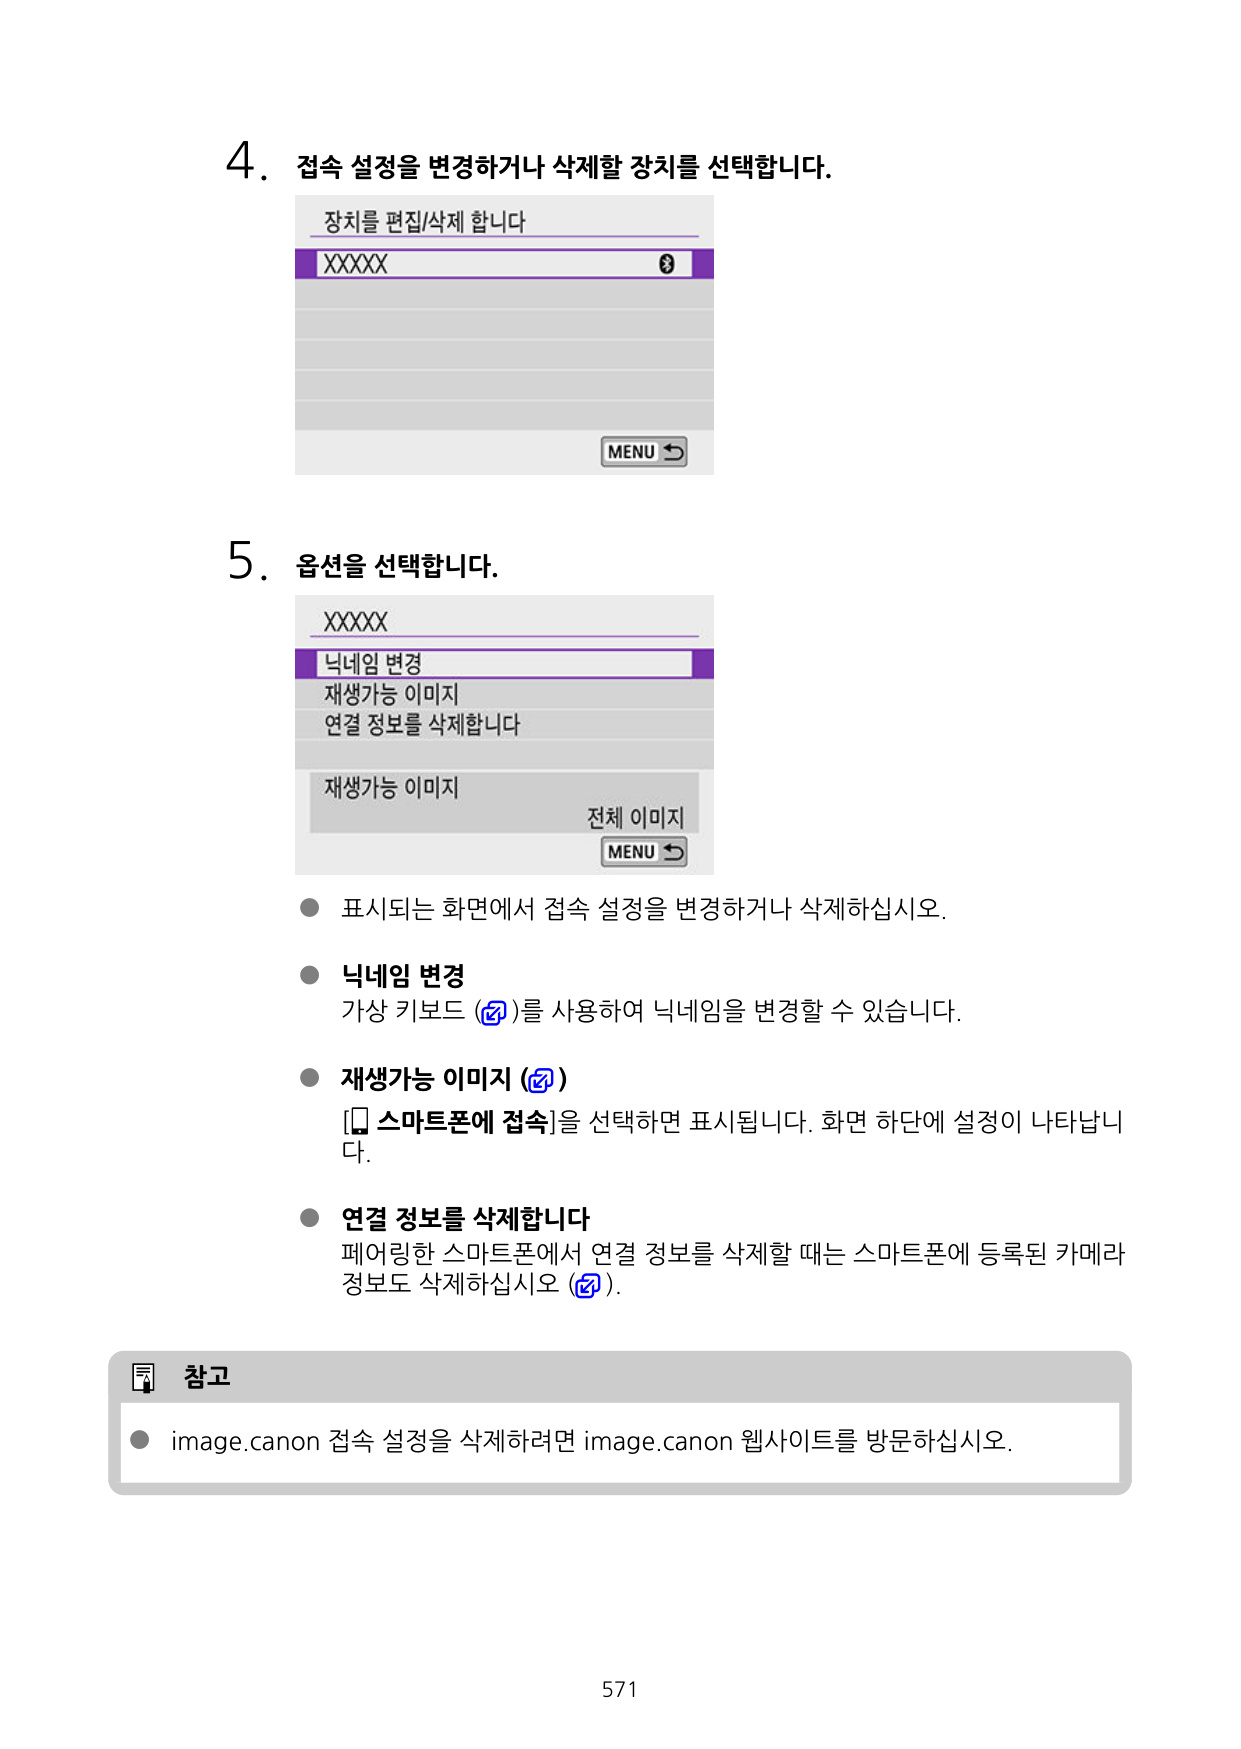 4. 접속 설정을 변경하거나 삭제할 장치를 선택합니다.
장치를 편집/삭제 합니다
XXXXX
MENU
5. 옵션을 선택합니다.
XXXXX
닉네임 변경
재생가능 이미지
연결 정보를 삭제합니다
재생가능 이미지
전체 이미지
MENU
● 표시되는 화면에서 접속 설정을 변경하거나 삭제하십시오.
● 닉네임 변경
가상 키보드 ()를 사용하여 닉네임을 변경할 수 있습니다.
● 재생가능 이미지 ()
[ 스마트폰에 접속]을 선택하면 표시됩니다. 화면 하단에 설정이 나타납니
다.
● 연결 정보를 삭제합니다
페어링한 스마트폰에서 연결 정보를 삭제할 때는 스마트폰에 등록된 카메라
정보도 삭제하십시오 ().
참고
● image.canon 접속 설정을 삭제하려면 image.canon 웹사이트를 방문하십시오.
571